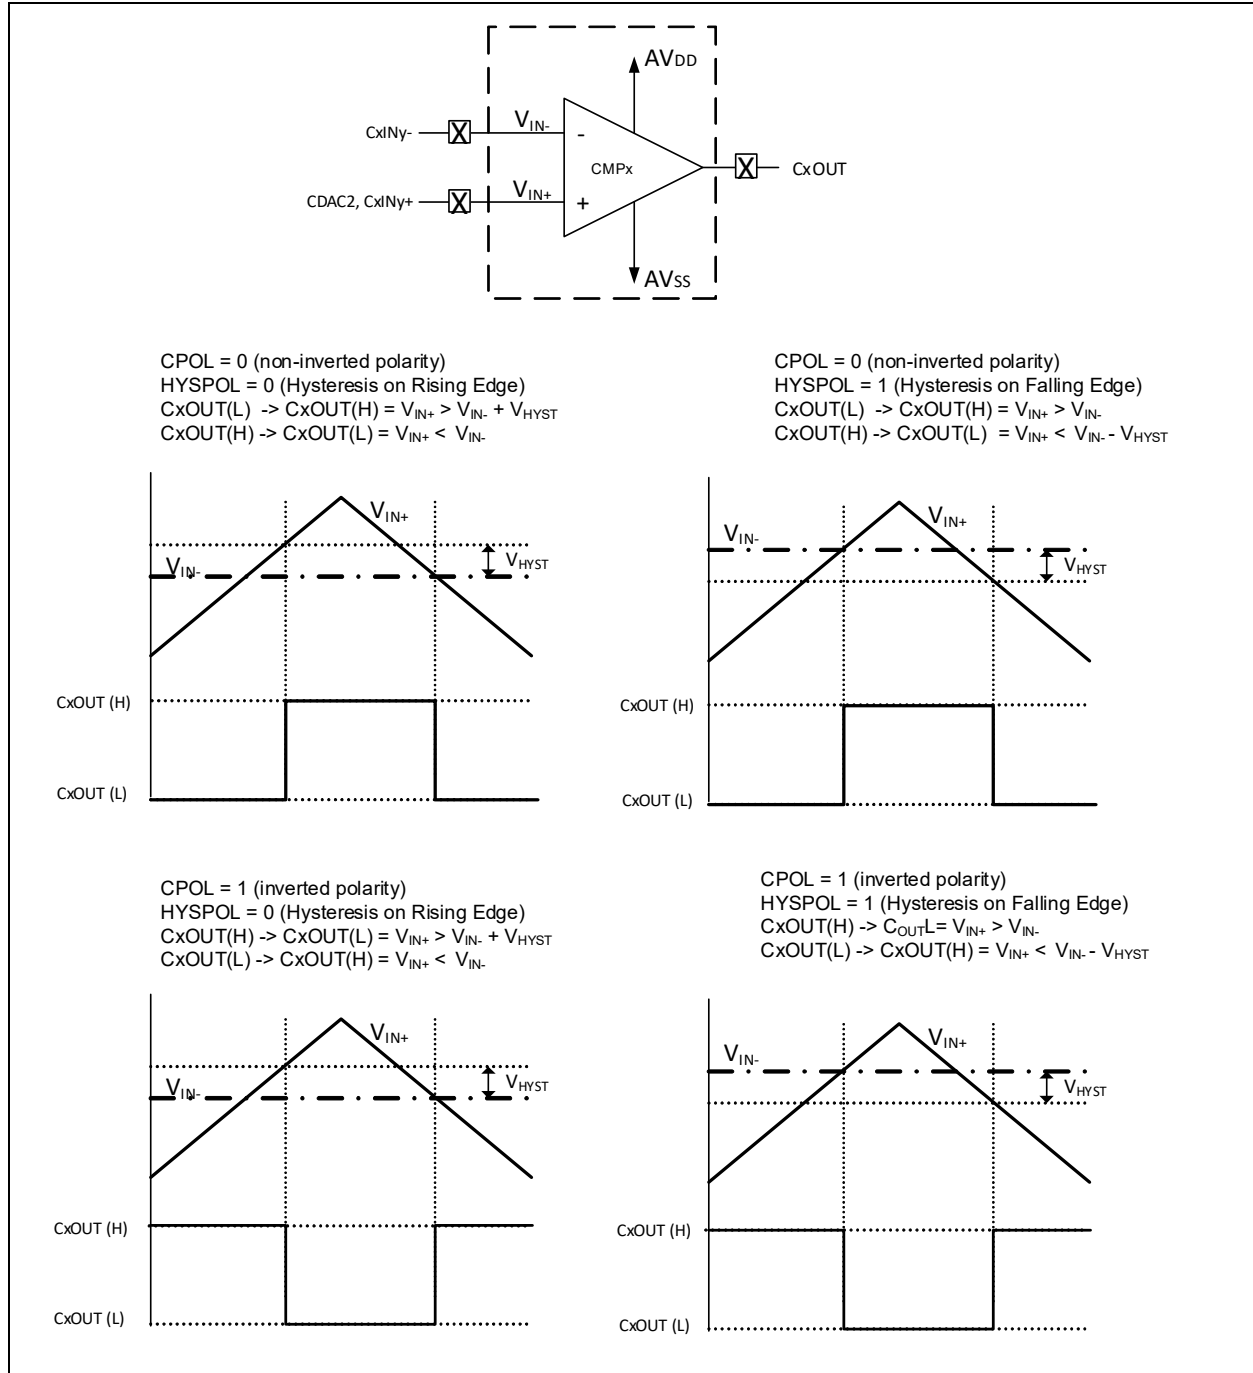 AVDD
CxINy-
X
VIN-
-
CMPx
X
CxOUT
CDAC2, CxINy+
X
VIN+
+
AVSS
CPOL = 0 (non-inverted polarity)
HYSPOL = 0 (Hysteresis on Rising Edge)
CxOUT(L) -> CxOUT(H) = VIN+ > VIN- + VHYST
CxOUT(H) -> CxOUT(L) = VIN+ < VIN-
VIN+
VIN-
VHYST
CxOUT (H)
CxOUT (L)
CPOL = 0 (non-inverted polarity)
HYSPOL = 1 (Hysteresis on Falling Edge)
CxOUT(L) -> CxOUT(H) = VIN+ > VIN-
CxOUT(H) -> CxOUT(L) = VIN+ < VIN- - VHYST
VIN+
VIN-
VHYST
CxOUT (H)
CxOUT (L)
CPOL = 1 (inverted polarity)
HYSPOL = 0 (Hysteresis on Rising Edge)
CxOUT(H) -> CxOUT(L) = VIN+ > VIN- + VHYST
CxOUT(L) -> CxOUT(H) = VIN+ < VIN-
VIN+
VIN-
VHYST
CxOUT (H)
CxOUT (L)
CPOL = 1 (inverted polarity)
HYSPOL = 1 (Hysteresis on Falling Edge)
CxOUT(H) -> COUTL= VIN+ > VIN-
CxOUT(L) -> CxOUT(H) = VIN+ < VIN- - VHYST
VIN+
VIN-
VHYST
CxOUT (H)
CxOUT (L)